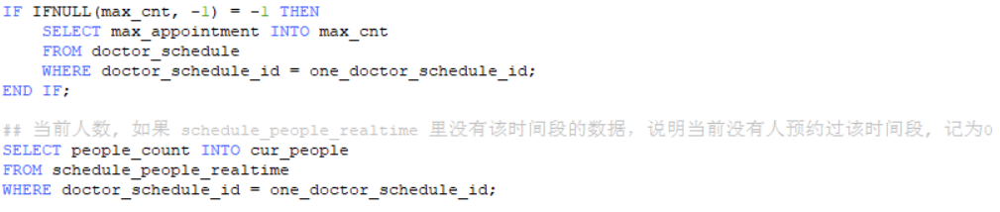 IF IFNULL(max_cnt, -1) = -1 THEN
    SELECT max_appointment INTO max_cnt
    FROM doctor_schedule
    WHERE doctor_schedule_id = one_doctor_schedule_id;
END IF;
## 当前人数, 如果 schedule_people_realtime 里没有该时间段的数据，说明当前没有人预约过该时间段, 记为0
SELECT people_count INTO cur_people
FROM schedule_people_realtime
WHERE doctor_schedule_id = one_doctor_schedule_id;